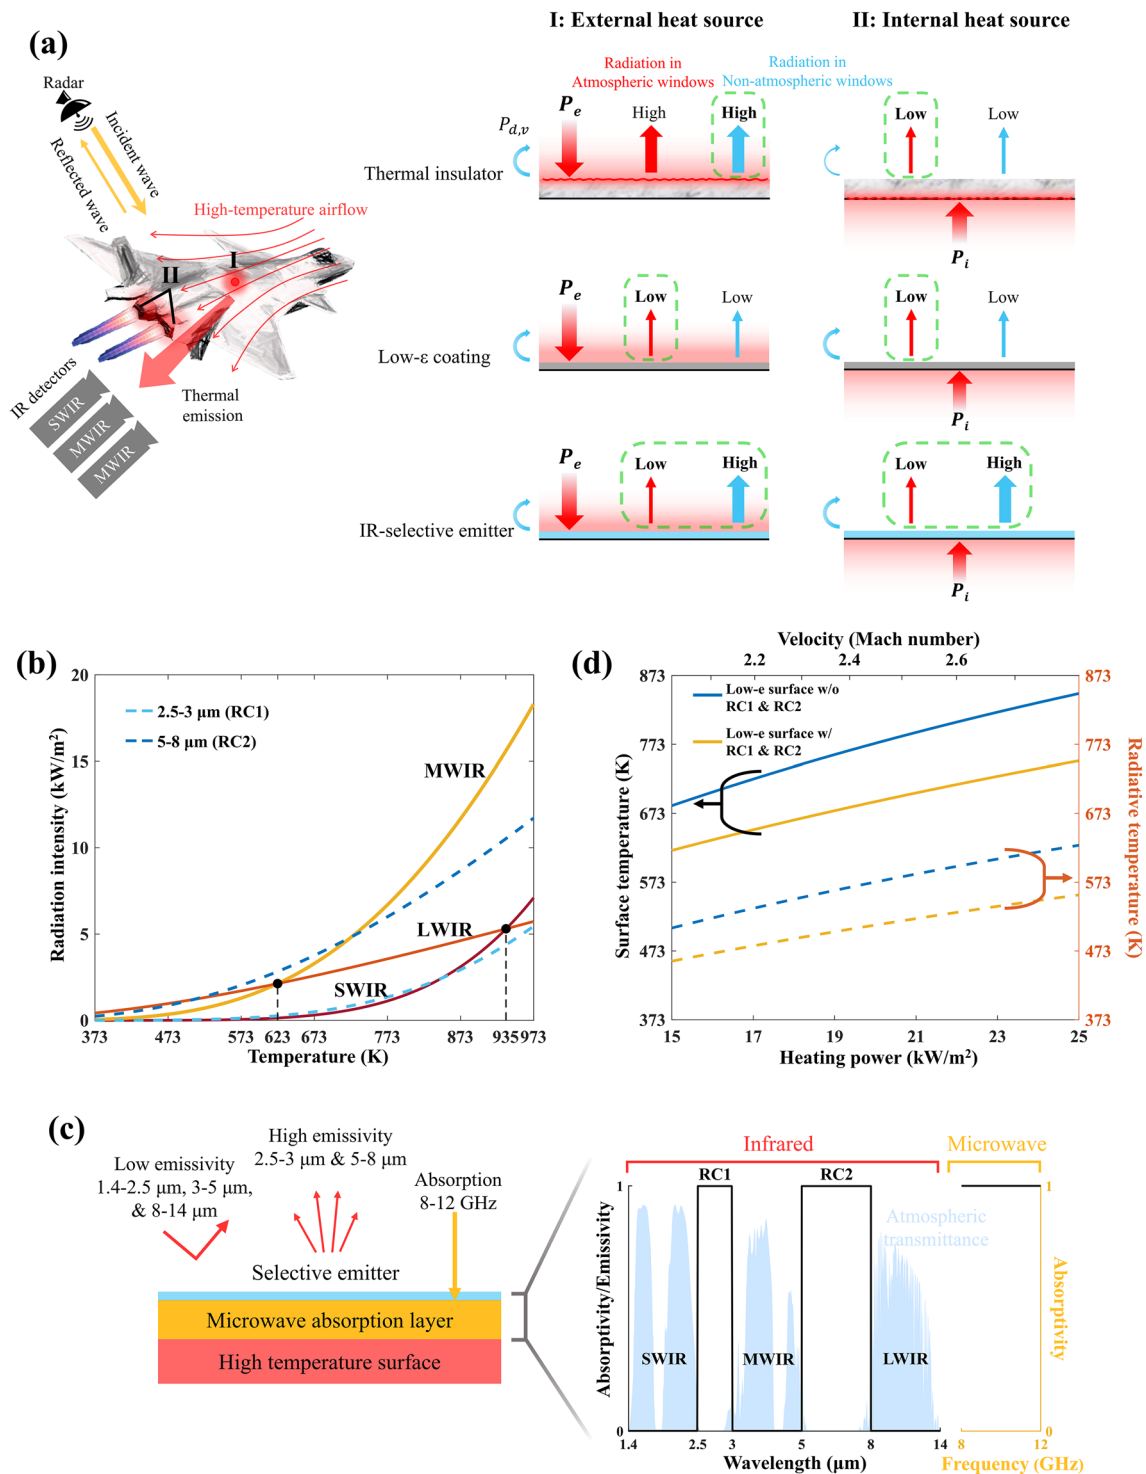 (a)
I: External heat source
II: Internal heat source
Radar
Incident wave
Reflected wave
High-temperature airflow
I
II
IR detectors
SWIR
MWIR
MWIR
Thermal
emission
Radiation in
Atmospheric windows
Radiation in
Non-atmospheric windows
Thermal insulator
P_{d,v}
P_e
High
High
Low
Low
P_i
Low-ε coating
P_e
Low
Low
Low
Low
P_i
IR-selective emitter
P_e
Low
High
Low
High
P_i
(b)
Radiation intensity (kW/m²)
20
15
10
5
0
2.5-3 μm (RC1)
5-8 μm (RC2)
MWIR
LWIR
SWIR
373
473
573
623
673
773
873
935
973
Temperature (K)
(d)
Velocity (Mach number)
2.2
2.4
2.6
Surface temperature (K)
873
773
673
573
473
373
Low-e surface w/o
RC1 & RC2
Low-e surface w/
RC1 & RC2
873
773
673
573
473
373
Radiative temperature
(K)
15
17
19
21
23
25
Heating power (kW/m²)
(c)
Low emissivity
1.4-2.5 μm, 3-5 μm,
& 8-14 μm
High emissivity
2.5-3 μm & 5-8 μm
Absorption
8-12 GHz
Selective emitter
Microwave absorption layer
High temperature surface
Infrared
Microwave
RC1
RC2
Absorptivity/Emissivity
1
0
Atmospheric
transmittance
SWIR
MWIR
LWIR
1.4
2.5
3
5
8
14
Wavelength (μm)
1
0
Absorptivity
8
12
Frequency (GHz)